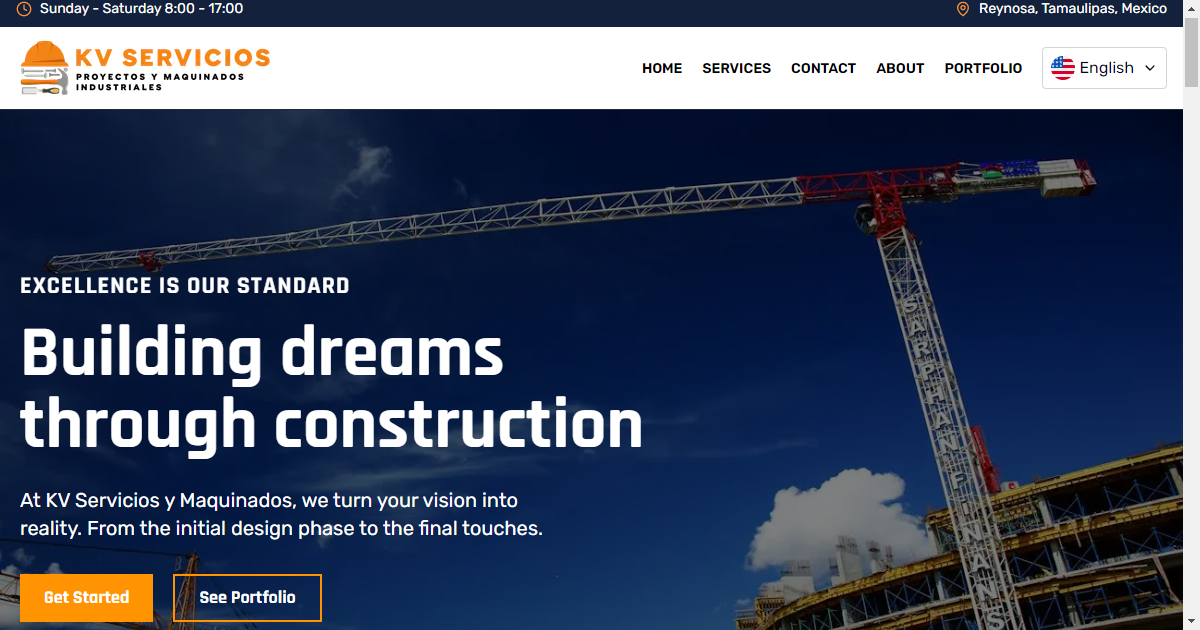 Sunday - Saturday 8:00 - 17:00
Reynosa, Tamaulipas, Mexico
KV SERVICIOS
PROYECTOS Y MAQUINADOS
INDUSTRIALES
HOME SERVICES CONTACT ABOUT PORTFOLIO English
EXCELLENCE IS OUR STANDARD
Building dreams
through construction
At KV Servicios y Maquinados, we turn your vision into
reality. From the initial design phase to the final touches.
Get Started See Portfolio
SARPHAN FINANS